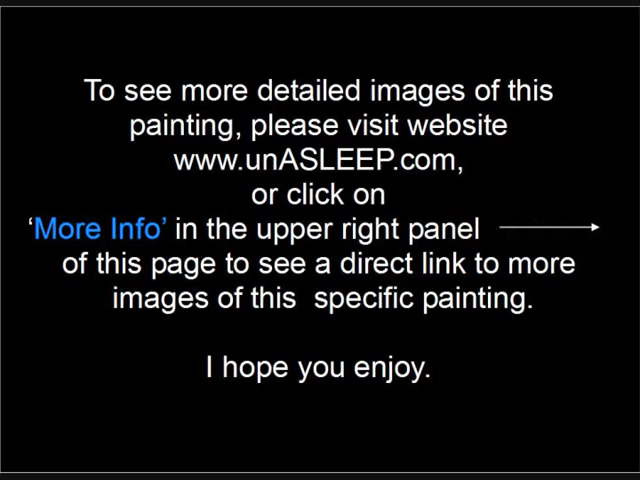 To see more detailed images of this
painting, please visit website
www.unASLEEP.com,
or click on
‘More Info’ in the upper right panel
of this page to see a direct link to more
images of this  specific painting.
I hope you enjoy.